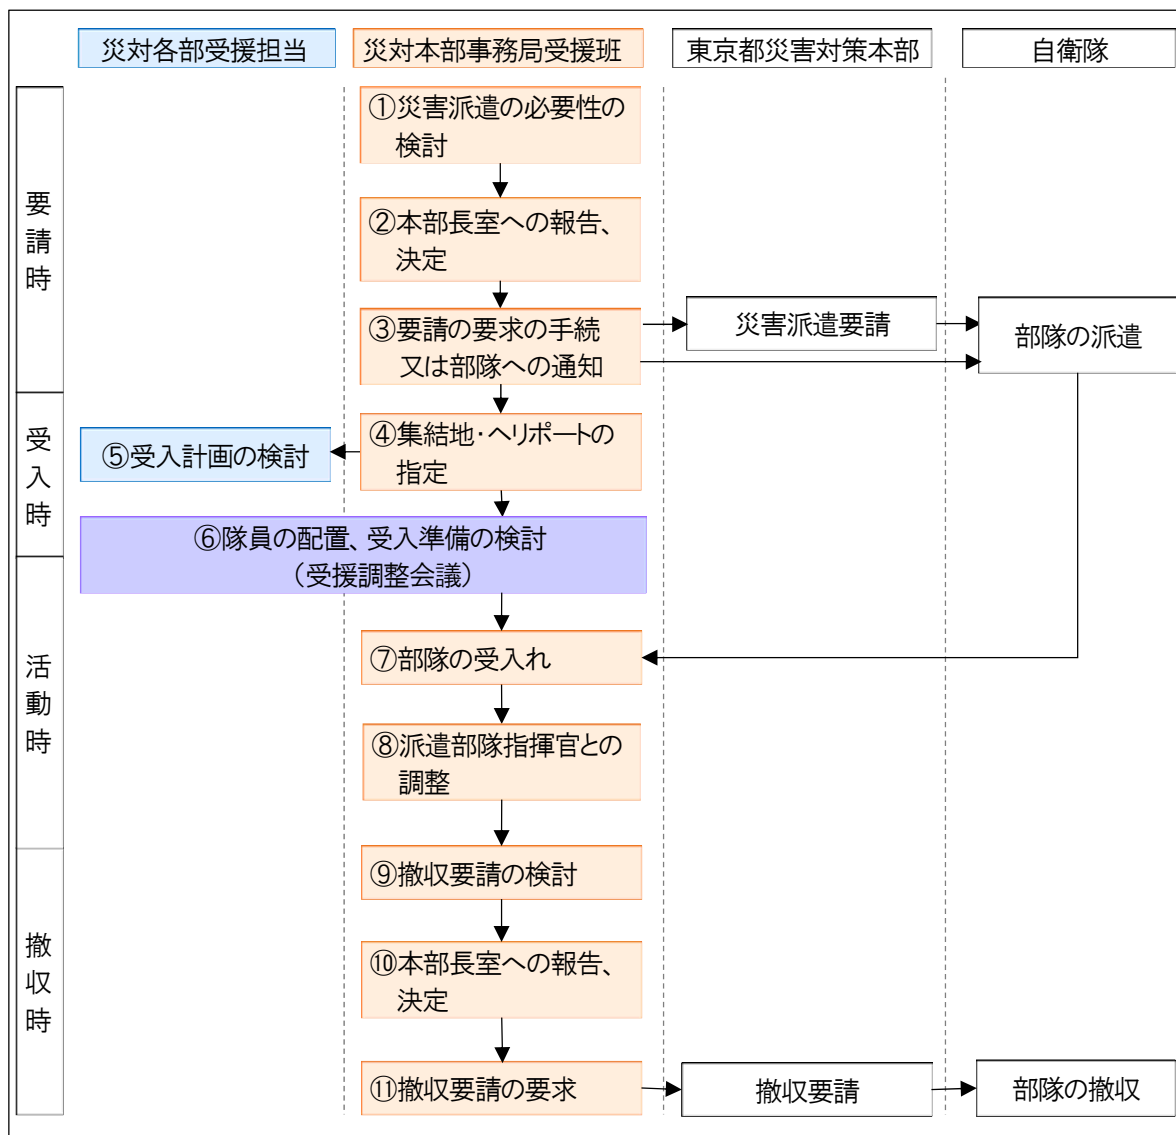 災対各部受援担当
災対本部事務局受援班
東京都災害対策本部
自衛隊
要請時
①災害派遣の必要性の
検討
②本部長室への報告、
決定
③要請の要求の手続
又は部隊への通知
災害派遣要請
部隊の派遣
受入時
④集結地・ヘリポートの
指定
⑤受入計画の検討
⑥隊員の配置、受入準備の検討
（受援調整会議）
活動時
⑦部隊の受入れ
⑧派遣部隊指揮官との
調整
撤収時
⑨撤収要請の検討
⑩本部長室への報告、
決定
⑪撤収要請の要求
撤収要請
部隊の撤収